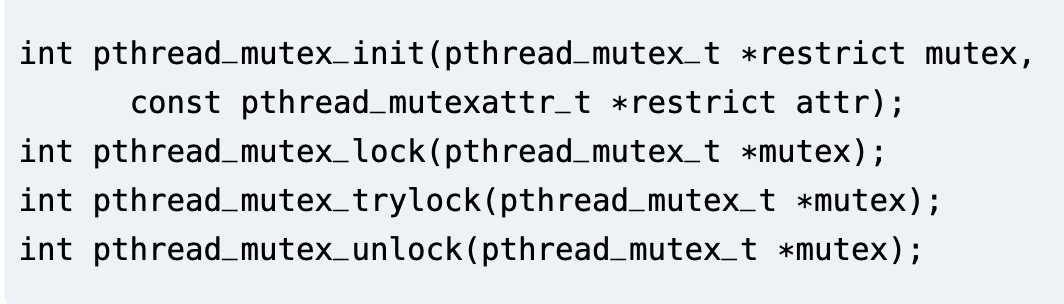 int pthread_mutex_init(pthread_mutex_t *restrict mutex,
const pthread_mutexattr_t *restrict attr);
int pthread_mutex_lock(pthread_mutex_t *mutex);
int pthread_mutex_trylock(pthread_mutex_t *mutex);
int pthread_mutex_unlock(pthread_mutex_t *mutex);